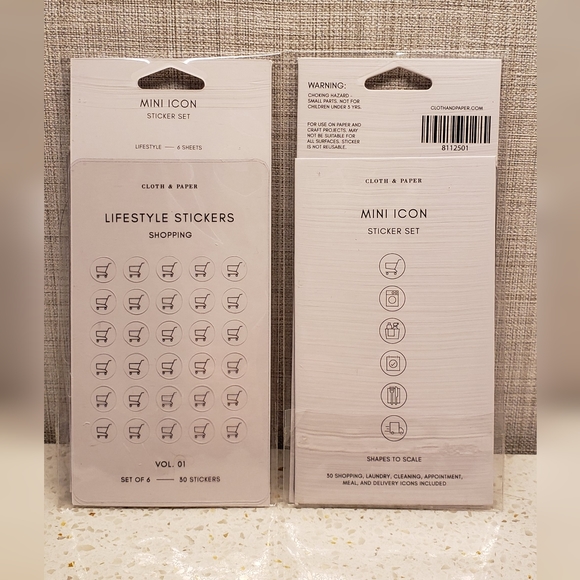 MINI ICON
STICKER SET
LIFESTYLE — 6 SHEETS
CLOTH & PAPER
LIFESTYLE STICKERS
SHOPPING
VOL. 01
SET OF 6 — 30 STICKERS
WARNING:
CHOKING HAZARD -
SMALL PARTS. NOT FOR
CHILDREN UNDER 3 YRS.
FOR USE ON PAPER AND
CRAFT PROJECTS. MAY
NOT BE SUITABLE FOR
ALL SURFACES. STICKER
IS NOT REUSABLE.
CLOTHANDPAPER.COM
8112501
CLOTH & PAPER
MINI ICON
STICKER SET
SHAPES TO SCALE
30 SHOPPING, LAUNDRY, CLEANING, APPOINTMENT,
MEAL, AND DELIVERY ICONS INCLUDED